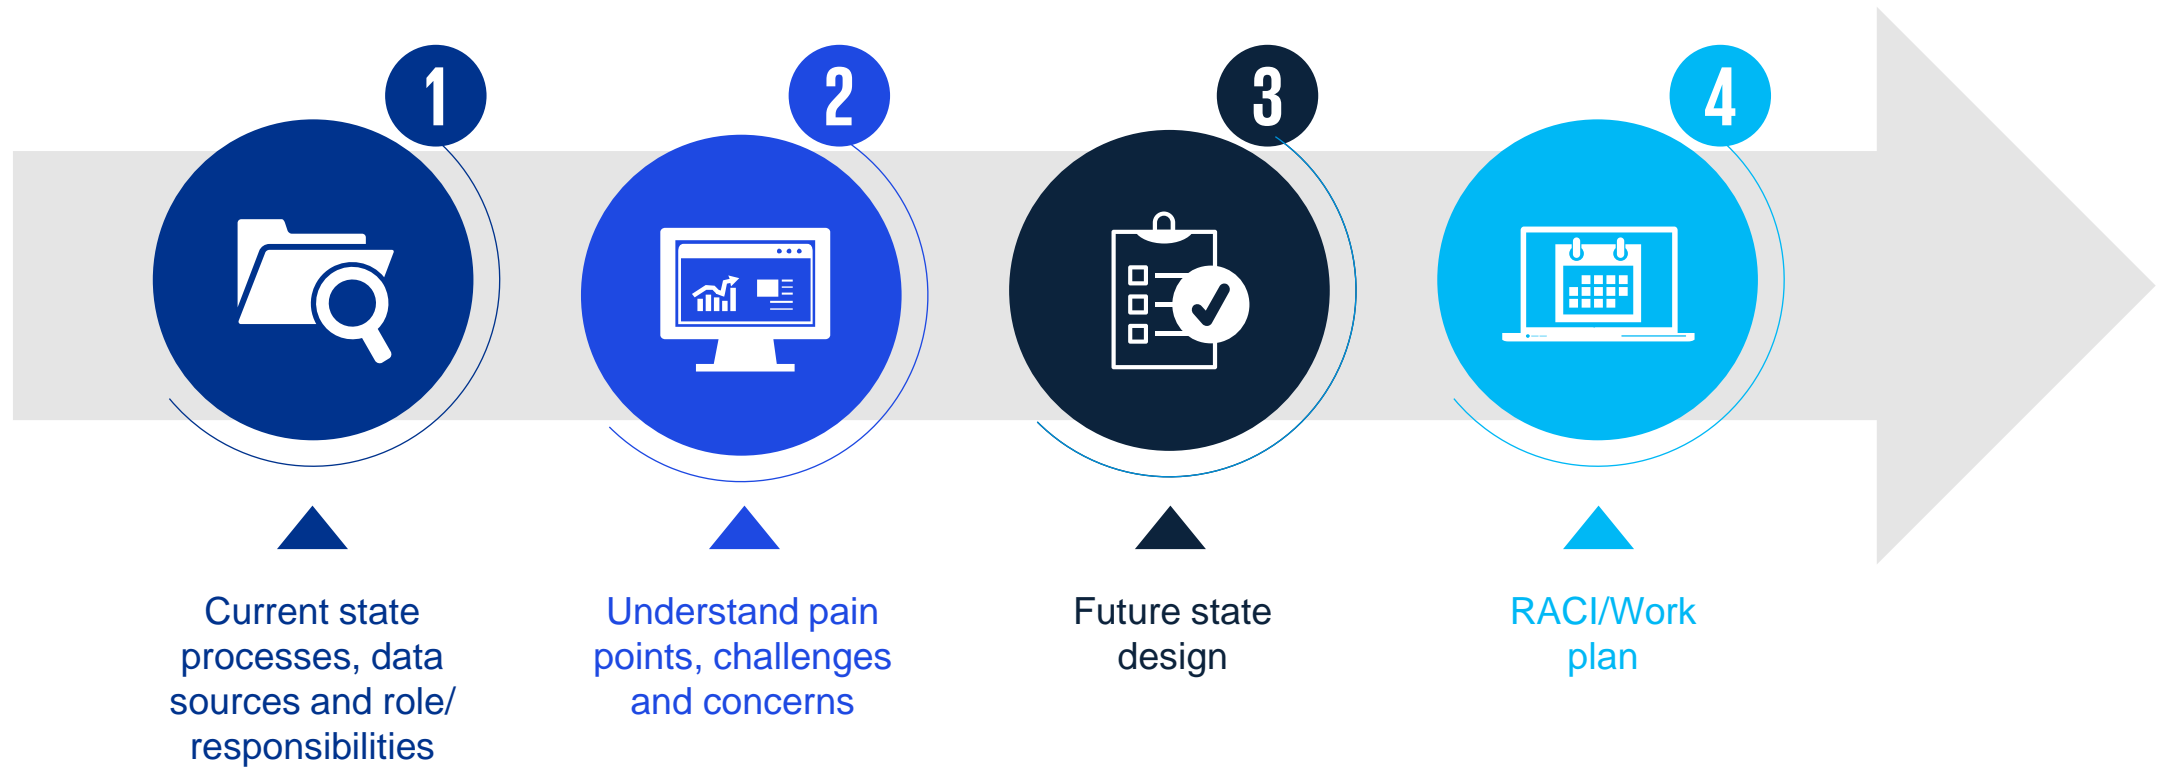 1
2
3
4
Current state
processes, data
sources and role/
responsibilities
Understand pain
points, challenges
and concerns
Future state
design
RACI/Work
plan